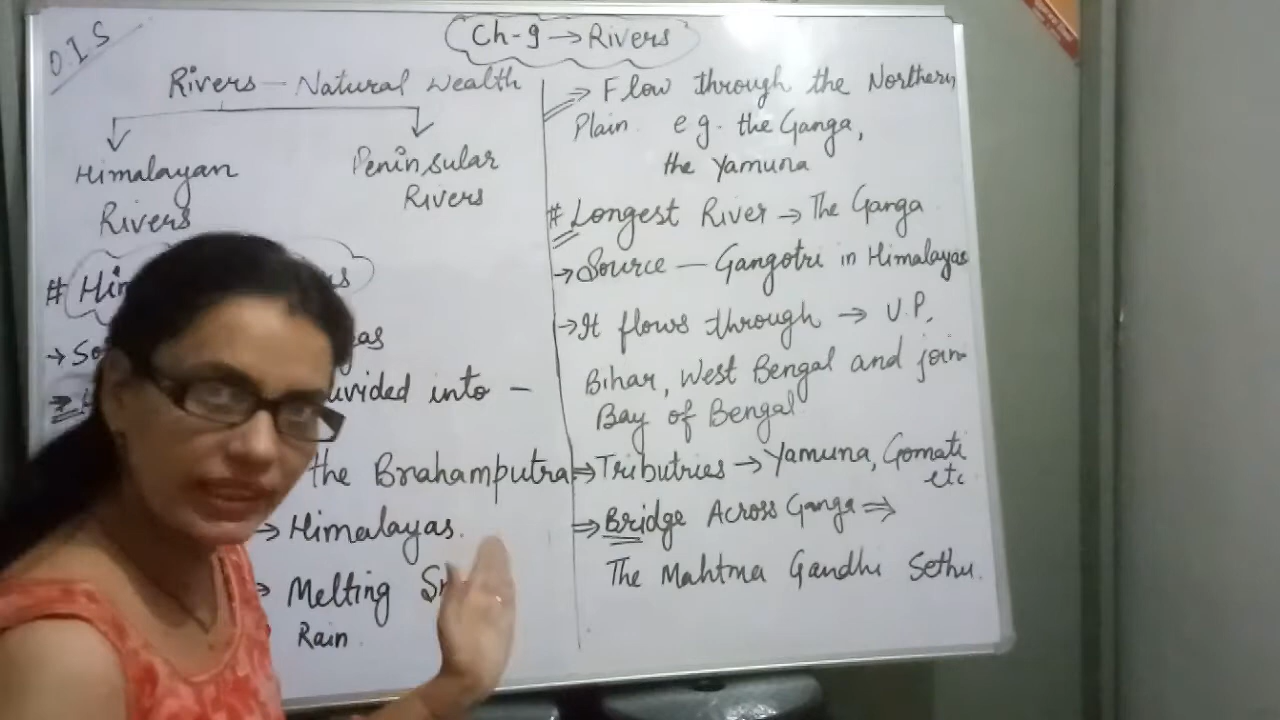 O.I.S
Ch-9 → Rivers
Rivers — Natural wealth
Himalayan
Rivers
Peninsular
Rivers
#
→
divided into —
the Brahamputra
→ Himalayas.
Melting
Rain
⇒ Flow through the Northern
Plain. e.g. the Ganga,
the Yamuna
# Longest River → The Ganga
→ Source — Gangotri in Himalayas
→ It flows through → U.P.,
Bihar, West Bengal and join
Bay of Bengal
⇒ Tributries → Yamuna, Gomati
etc
⇒ Bridge Across Ganga ⇒
The Mahtma Gandhi Sethu.